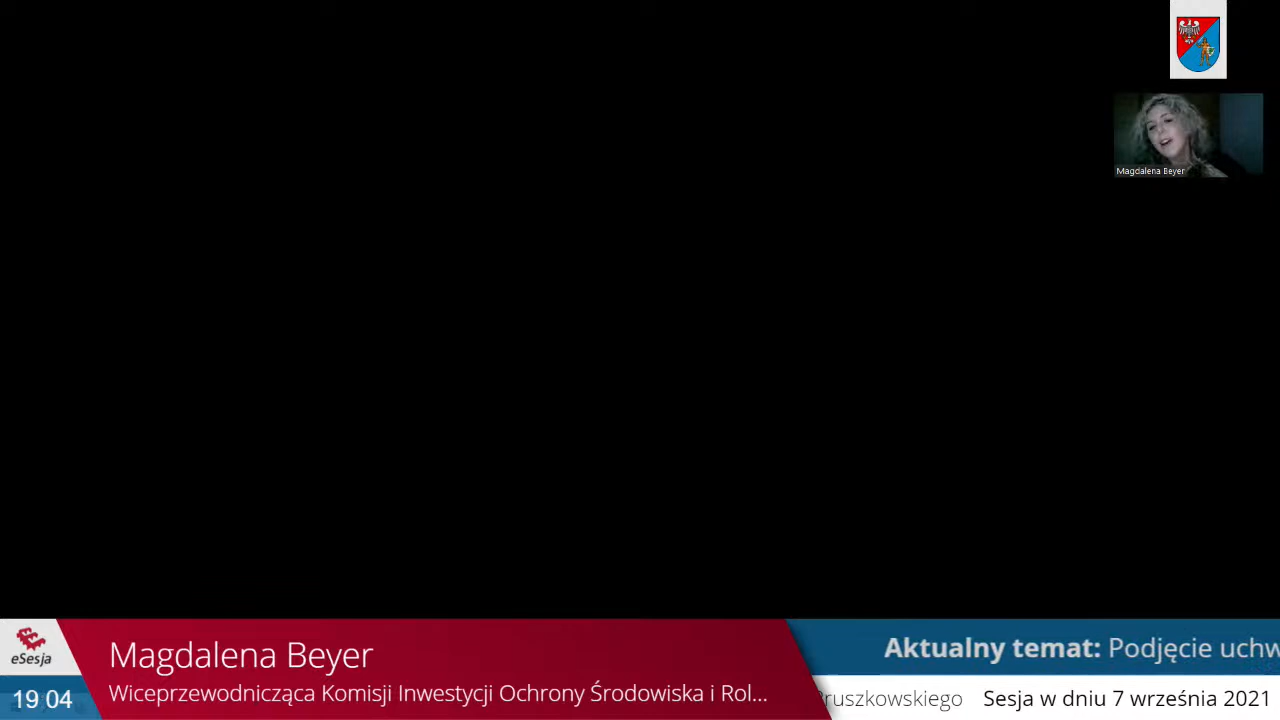 Magdalena Beyer
Magdalena Beyer
Wiceprzewodnicząca Komisji Inwestycji Ochrony Środowiska i Rol...
eSesja
19 04
Aktualny temat: Podjęcie uchw
ruszkowskiego Sesja w dniu 7 września 2021